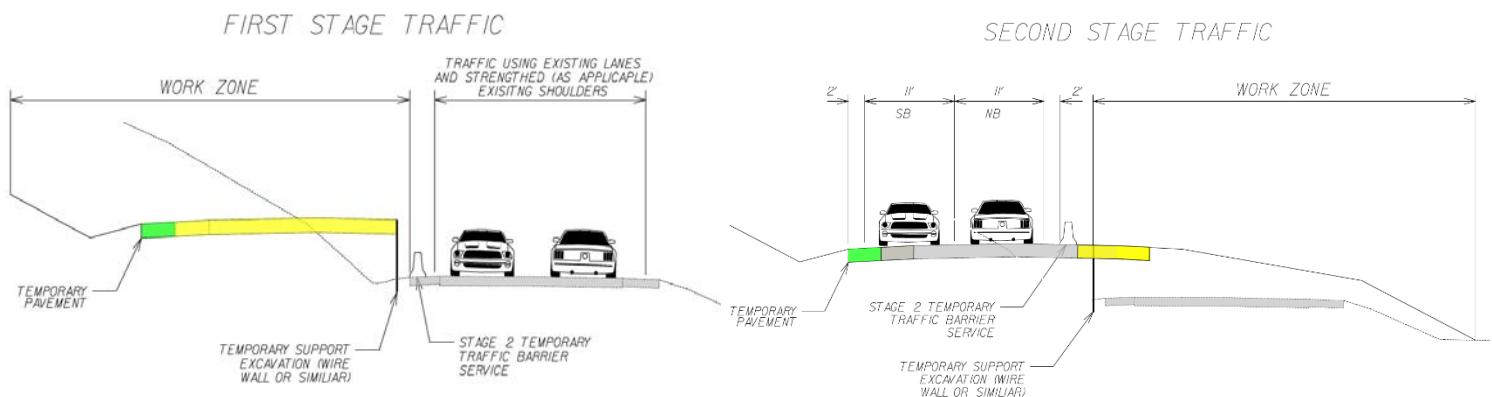 FIRST STAGE TRAFFIC
WORK ZONE
TRAFFIC USING EXISTING LANES
AND STRENGTHED (AS APPLICAPLE)
EXISITNG SHOULDERS
TEMPORARY
PAVEMENT
TEMPORARY SUPPORT
EXCAVATION (WIRE
WALL OR SIMILIAR)
STAGE 2 TEMPORARY
TRAFFIC BARRIER
SERVICE
SECOND STAGE TRAFFIC
2'
11'
11'
2'
WORK ZONE
SB
NB
TEMPORARY
PAVEMENT
STAGE 2 TEMPORARY
TRAFFIC BARRIER
SERVICE
TEMPORARY SUPPORT
EXCAVATION (WIRE
WALL OR SIMILIAR)